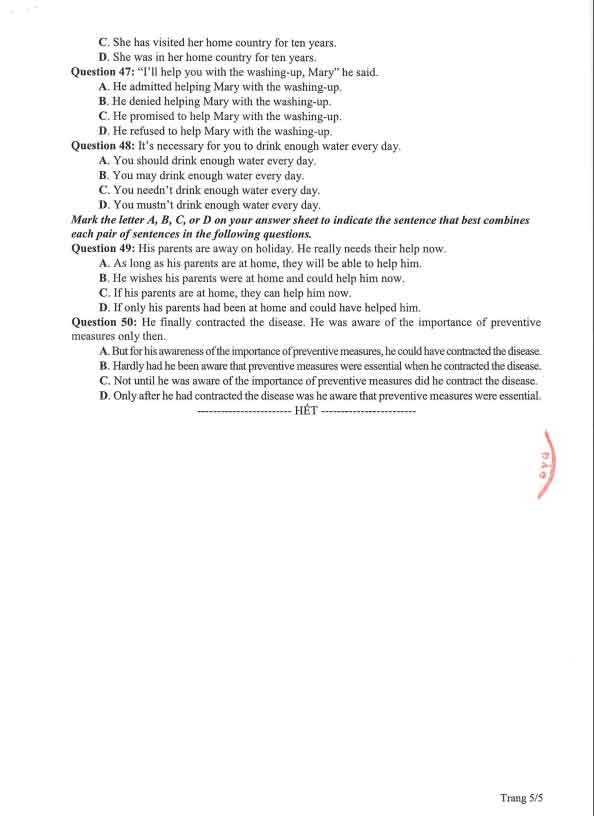 C. She has visited her home country for ten years.
D. She was in her home country for ten years.
Question 47: “I’ll help you with the washing-up, Mary” he said.
A. He admitted helping Mary with the washing-up.
B. He denied helping Mary with the washing-up.
C. He promised to help Mary with the washing-up.
D. He refused to help Mary with the washing-up.
Question 48: It’s necessary for you to drink enough water every day.
A. You should drink enough water every day.
B. You may drink enough water every day.
C. You needn’t drink enough water every day.
D. You mustn’t drink enough water every day.
Mark the letter A, B, C, or D on your answer sheet to indicate the sentence that best combines
each pair of sentences in the following questions.
Question 49: His parents are away on holiday. He really needs their help now.
A. As long as his parents are at home, they will be able to help him.
B. He wishes his parents were at home and could help him now.
C. If his parents are at home, they can help him now.
D. If only his parents had been at home and could have helped him.
Question 50: He finally contracted the disease. He was aware of the importance of preventive
measures only then.
A. But for his awareness of the importance of preventive measures, he could have contracted the disease.
B. Hardly had he been aware that preventive measures were essential when he contracted the disease.
C. Not until he was aware of the importance of preventive measures did he contract the disease.
D. Only after he had contracted the disease was he aware that preventive measures were essential.
------------------------ HẾT ------------------------
Trang 5/5